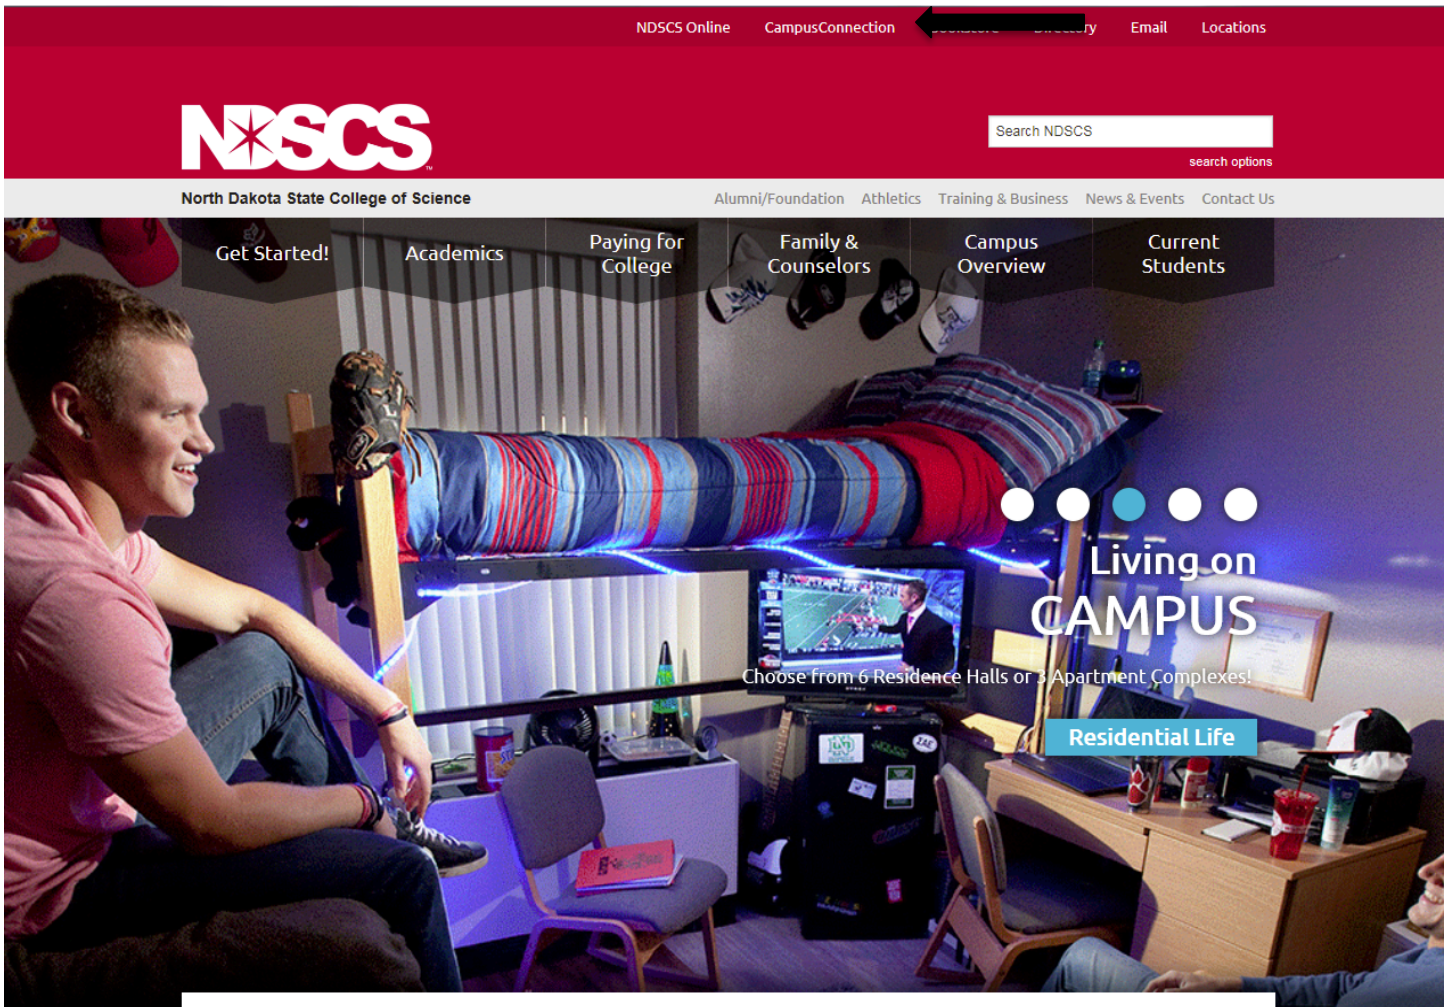 NDSCS Online CampusConnection Bookstore Directory Email Locations
NDSCS
Search NDSCS
search options
North Dakota State College of Science
Alumni/Foundation Athletics Training & Business News & Events Contact Us
Get Started!
Academics
Paying for
College
Family &
Counselors
Campus
Overview
Current
Students
Living on
CAMPUS
Choose from 6 Residence Halls or 3 Apartment Complexes!
Residential Life